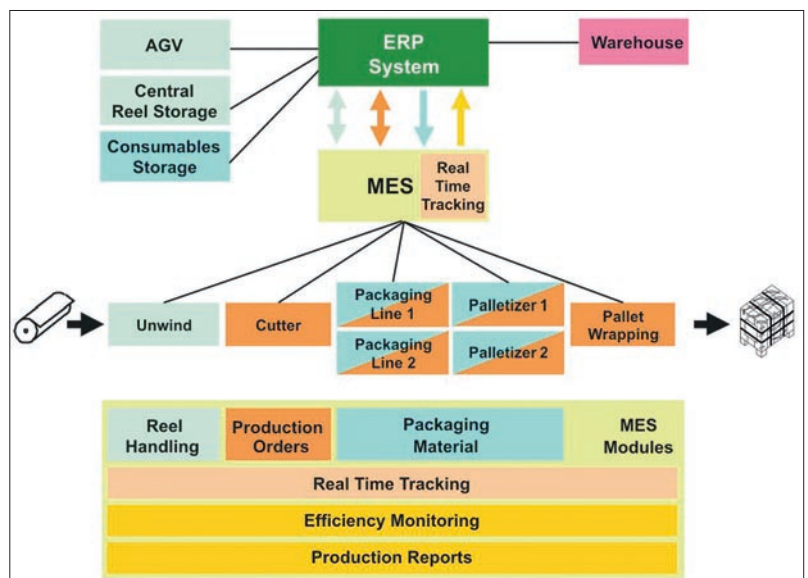 AGV
ERP
System
Warehouse
Central
Reel Storage
Consumables
Storage
MES
Real
Time
Tracking
Unwind
Cutter
Packaging
Line 1
Packaging
Line 2
Palletizer 1
Palletizer 2
Pallet
Wrapping
Reel
Handling
Production
Orders
Packaging
Material
MES
Modules
Real Time Tracking
Efficiency Monitoring
Production Reports